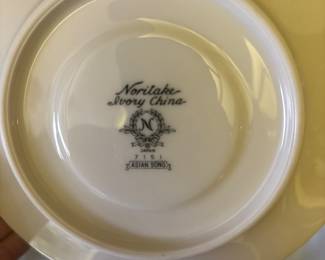 Noritake
Ivory China
N
JAPAN
7151
ASIAN SONG